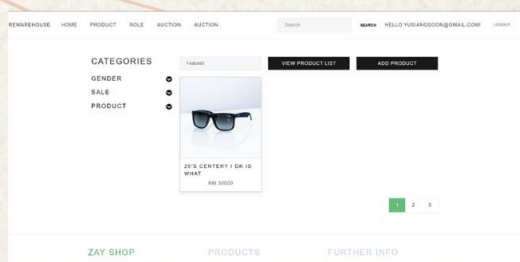 REWAREHOUSE HOME PRODUCT ROLE AUCTION AUCTION Search SEARCH HELLO YUSIANGSOON@GMAIL.COM! LOGOUT
CATEGORIES
GENDER
SALE
PRODUCT
Featured
VIEW PRODUCT LIST
ADD PRODUCT
20'S CENTERY I DK IS
WHAT
RM 30000
1 2 3
ZAY SHOP PRODUCTS FURTHER INFO